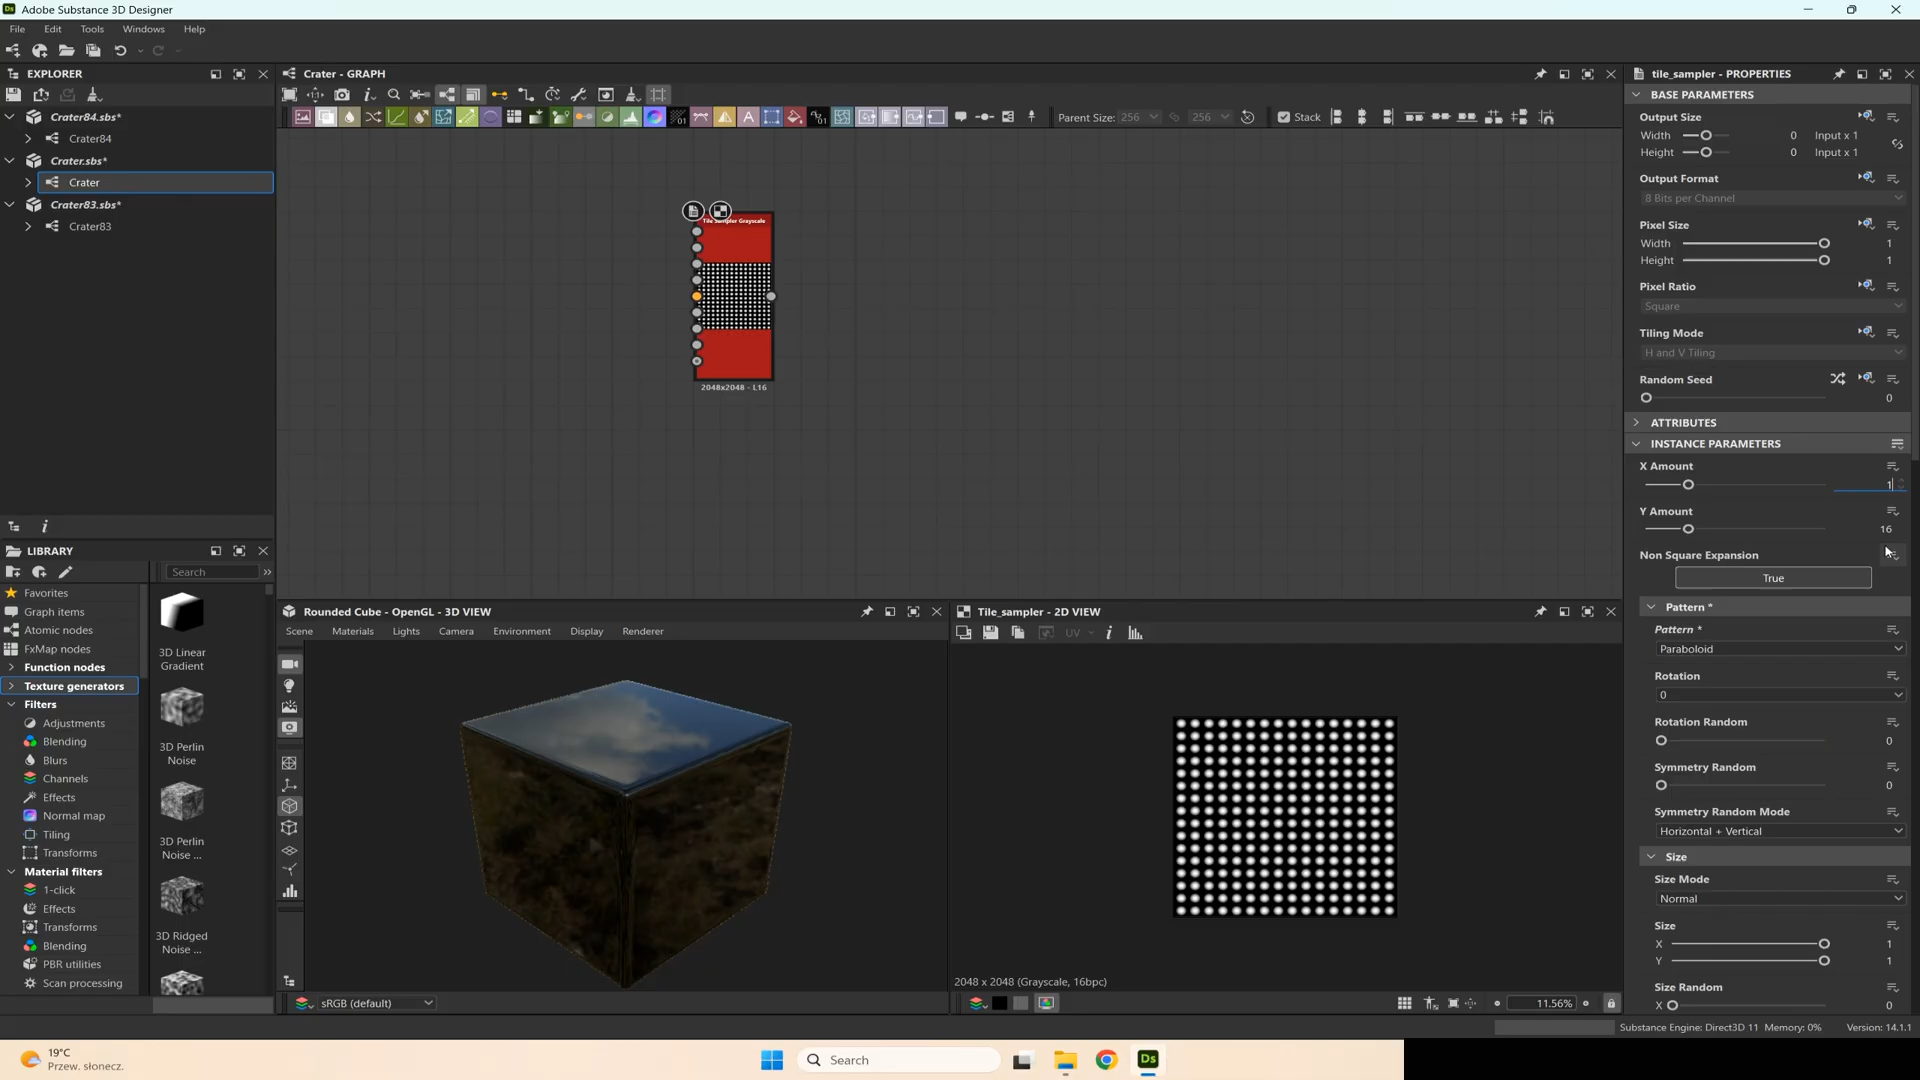 Adobe Substance 3D Designer
File Edit Tools Windows Help
EXPLORER
Crater84.sbs*
Crater84
Crater.sbs*
Crater
Crater83.sbs*
Crater83
Crater - GRAPH
Parent Size: 256 256 Stack
Tile Sampler Grayscale
2048x2048 - L16
LIBRARY
Search
Favorites
Graph items
Atomic nodes
FxMap nodes
Function nodes
Texture generators
Filters
Adjustments
Blending
Blurs
Channels
Effects
Normal map
Tiling
Transforms
Material filters
1-click
Effects
Transforms
Blending
PBR utilities
Scan processing
3D Linear
Gradient
3D Perlin
Noise
3D Perlin
Noise ...
3D Ridged
Noise ...
Rounded Cube - OpenGL - 3D VIEW
Scene Materials Lights Camera Environment Display Renderer
sRGB (default)
Tile_sampler - 2D VIEW
UV
2048 x 2048 (Grayscale, 16bpc)
11.56%
tile_sampler - PROPERTIES
BASE PARAMETERS
Output Size
Width 0 Input x 1
Height 0 Input x 1
Output Format
8 Bits per Channel
Pixel Size
Width 1
Height 1
Pixel Ratio
Square
Tiling Mode
H and V Tiling
Random Seed
0
ATTRIBUTES
INSTANCE PARAMETERS
X Amount
1
Y Amount
16
Non Square Expansion
True
Pattern *
Pattern *
Paraboloid
Rotation
0
Rotation Random
0
Symmetry Random
0
Symmetry Random Mode
Horizontal + Vertical
Size
Size Mode
Normal
Size
X 1
Y 1
Size Random
X 0
Substance Engine: Direct3D 11 Memory: 0% Version: 14.1.1
19°C
Przew. słonecz.
Search
Ds